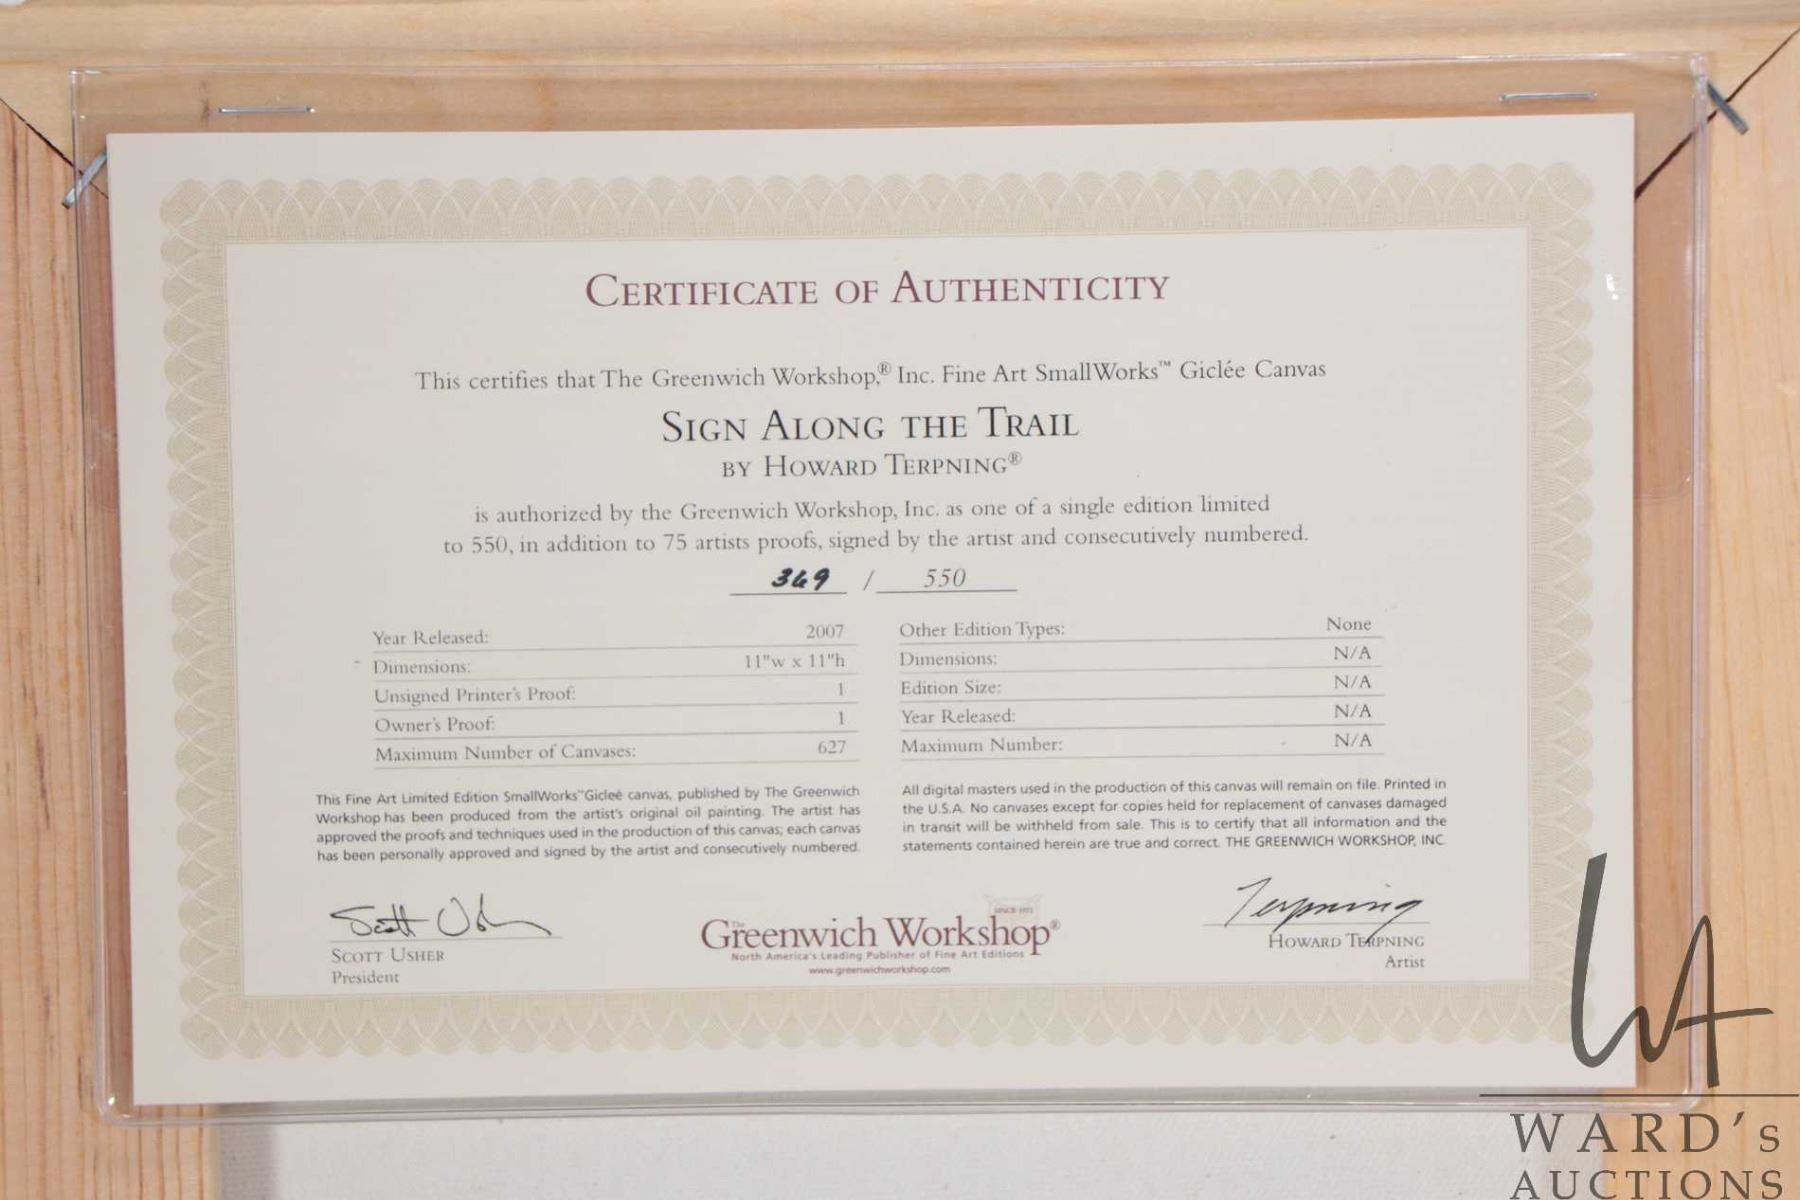 CERTIFICATE OF AUTHENTICITY
This certifies that The Greenwich Workshop,® Inc. Fine Art SmallWorks™ Giclée Canvas
SIGN ALONG THE TRAIL
BY HOWARD TERPNING®
is authorized by the Greenwich Workshop, Inc. as one of a single edition limited
to 550, in addition to 75 artists proofs, signed by the artist and consecutively numbered.
369 / 550
Year Released: 2007
Dimensions: 11"w x 11"h
Unsigned Printer's Proof: 1
Owner's Proof: 1
Maximum Number of Canvases: 627
Other Edition Types: None
Dimensions: N/A
Edition Size: N/A
Year Released: N/A
Maximum Number: N/A
This Fine Art Limited Edition SmallWorks™Gicleé canvas, published by The Greenwich
Workshop has been produced from the artist's original oil painting. The artist has
approved the proofs and techniques used in the production of this canvas; each canvas
has been personally approved and signed by the artist and consecutively numbered.
All digital masters used in the production of this canvas will remain on file. Printed in
the U.S.A. No canvases except for copies held for replacement of canvases damaged
in transit will be withheld from sale. This is to certify that all information and the
statements contained herein are true and correct. THE GREENWICH WORKSHOP, INC.
Scott Usher
SCOTT USHER
President
SINCE 1972
The
Greenwich Workshop®
North America's Leading Publisher of Fine Art Editions
www.greenwichworkshop.com
Terpning
HOWARD TERPNING
Artist
WA
WARD's
AUCTIONS